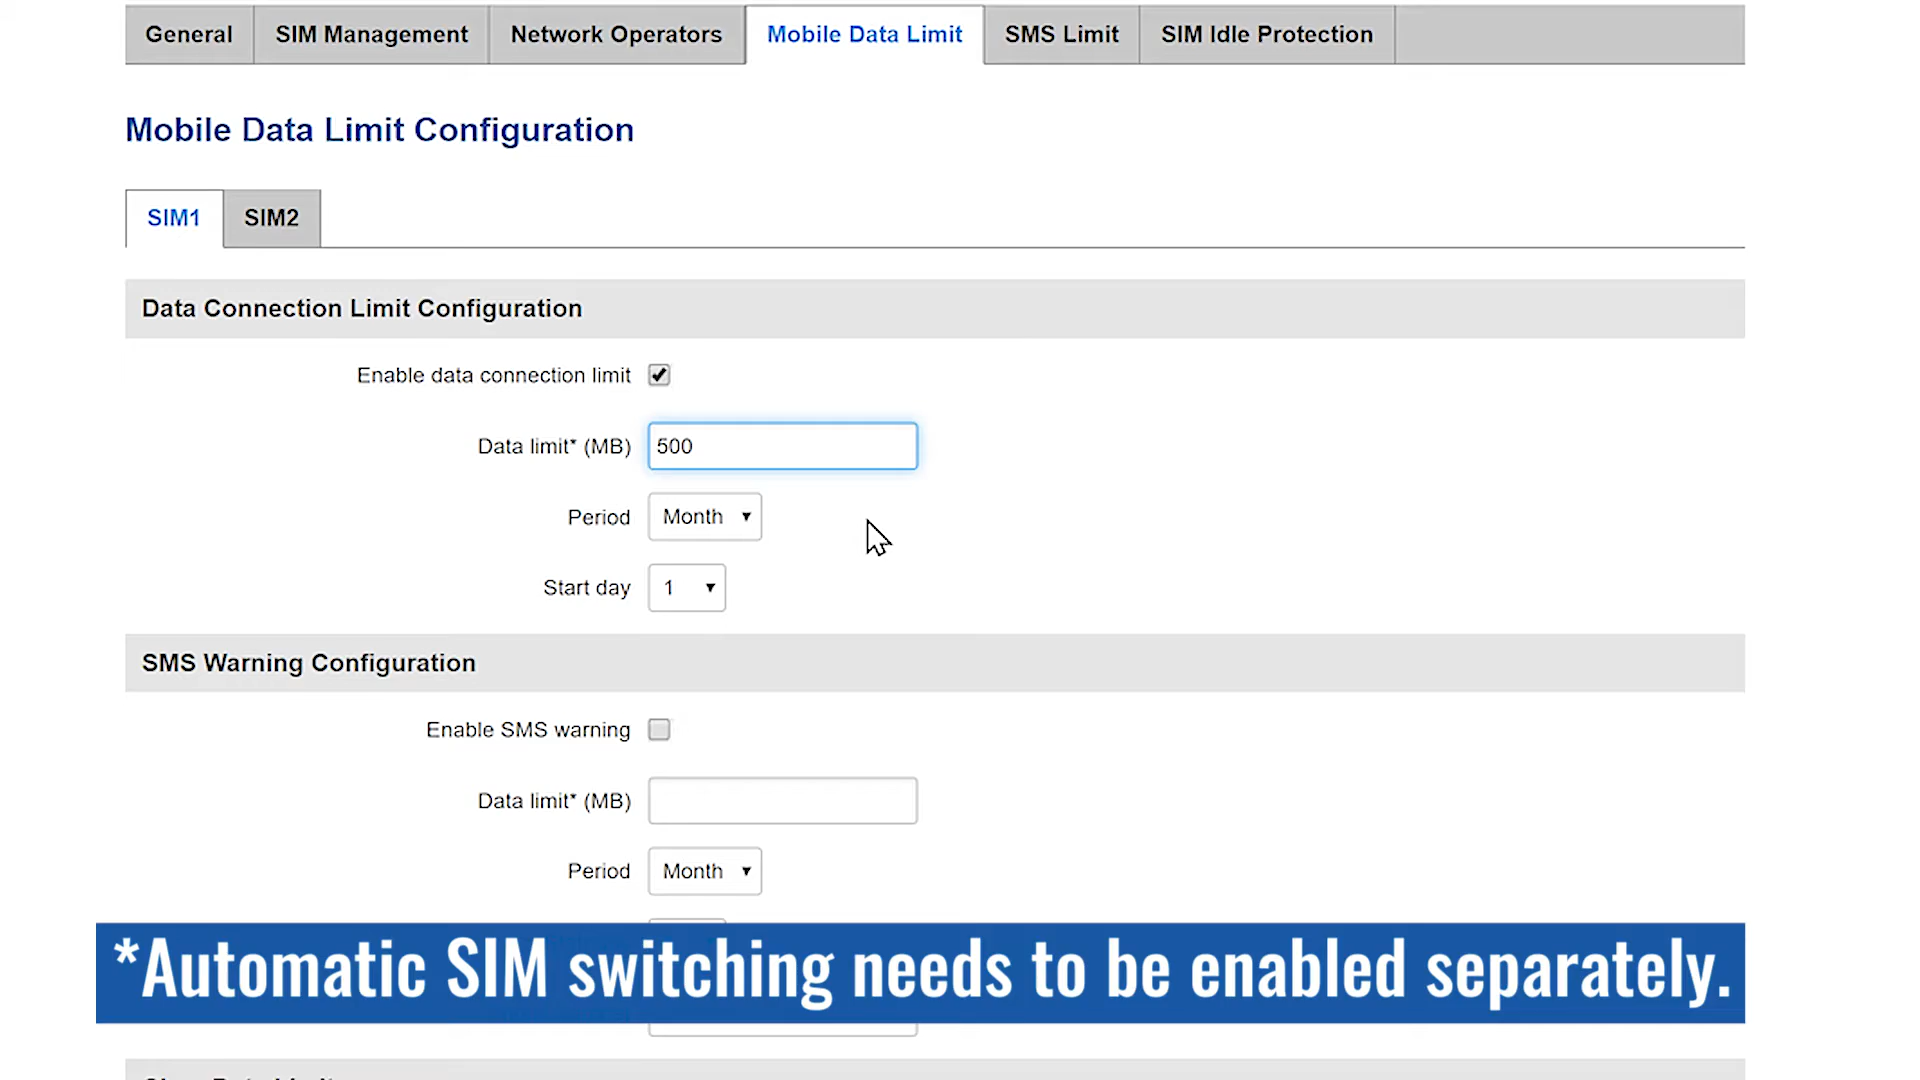 General SIM Management Network Operators Mobile Data Limit SMS Limit SIM Idle Protection
Mobile Data Limit Configuration
SIM1 SIM2
Data Connection Limit Configuration
Enable data connection limit
Data limit* (MB) 500
Period Month
Start day 1
SMS Warning Configuration
Enable SMS warning
Data limit* (MB)
Period Month
*Automatic SIM switching needs to be enabled separately.